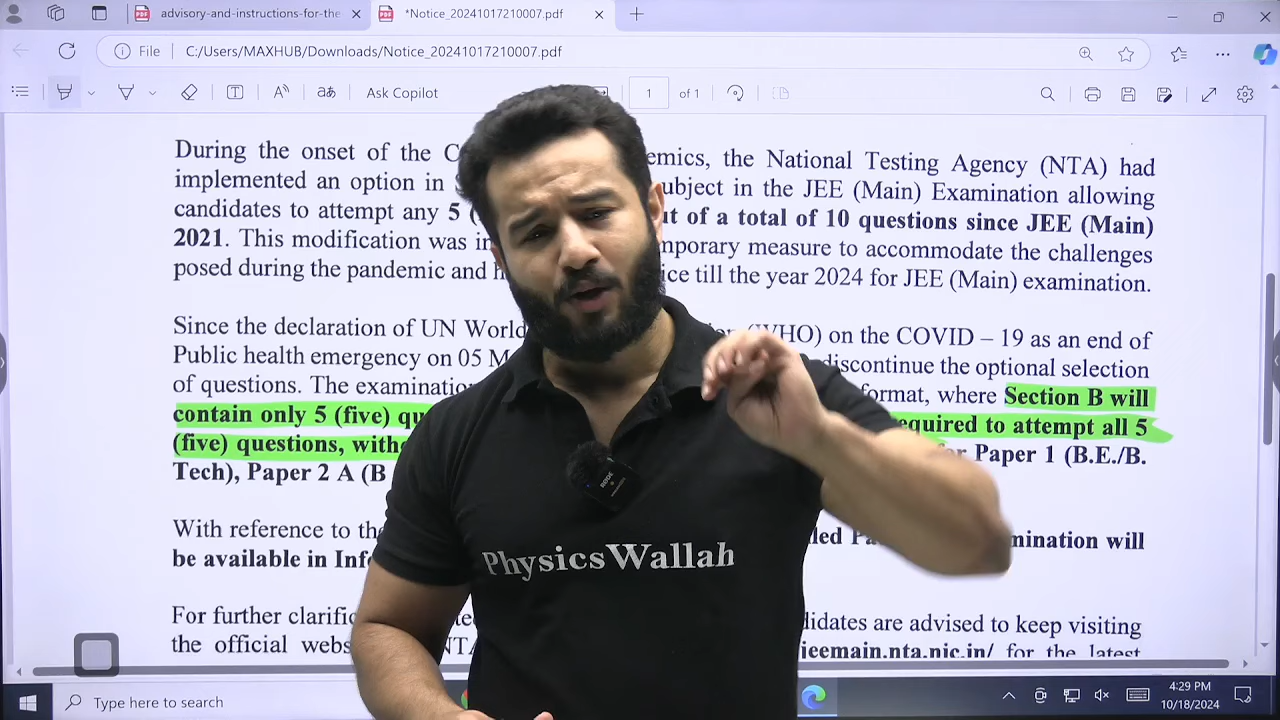 advisory-and-instructions-for-the
*Notice_20241017210007.pdf
File C:/Users/MAXHUB/Downloads/Notice_20241017210007.pdf
aあ Ask Copilot 1 of 1
During the onset of the C emics, the National Testing Agency (NTA) had
implemented an option in ubject in the JEE (Main) Examination allowing
candidates to attempt any 5 ( ut of a total of 10 questions since JEE (Main)
2021. This modification was in mporary measure to accommodate the challenges
posed during the pandemic and h ice till the year 2024 for JEE (Main) examination.
Since the declaration of UN World (WHO) on the COVID – 19 as an end of
Public health emergency on 05 M discontinue the optional selection
of questions. The examination ormat, where Section B will
contain only 5 (five) qu equired to attempt all 5
(five) questions, witho r Paper 1 (B.E./B.
Tech), Paper 2 A (B
With reference to the led Pa mination will
be available in Inf
For further clarific didates are advised to keep visiting
the official webs NTA jeemain.nta.nic.in/ for the latest
PhysicsWallah
RODE
Type here to search
4:29 PM
10/18/2024